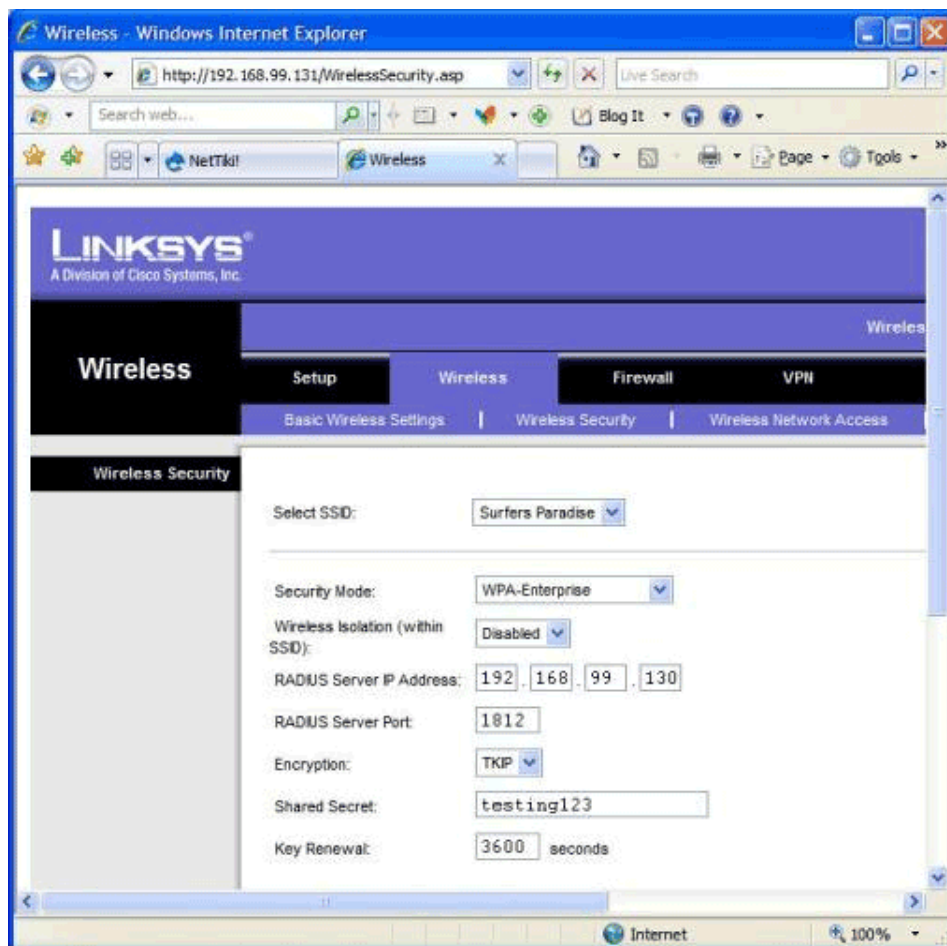 Wireless - Windows Internet Explorer
http://192.168.99.131/WirelessSecurity.asp
Live Search
Search web...
Blog It
NetTiki!
Wireless
Page
Tools
LINKSYS®
A Division of Cisco Systems, Inc.
Wireles
Wireless
Setup
Wireless
Firewall
VPN
Basic Wireless Settings
Wireless Security
Wireless Network Access
Wireless Security
Select SSID:
Surfers Paradise
Security Mode:
WPA-Enterprise
Wireless Isolation (within
SSID):
Disabled
RADIUS Server IP Address:
192 . 168 . 99 . 130
RADIUS Server Port:
1812
Encryption:
TKIP
Shared Secret:
testing123
Key Renewal:
3600 seconds
Internet
100%